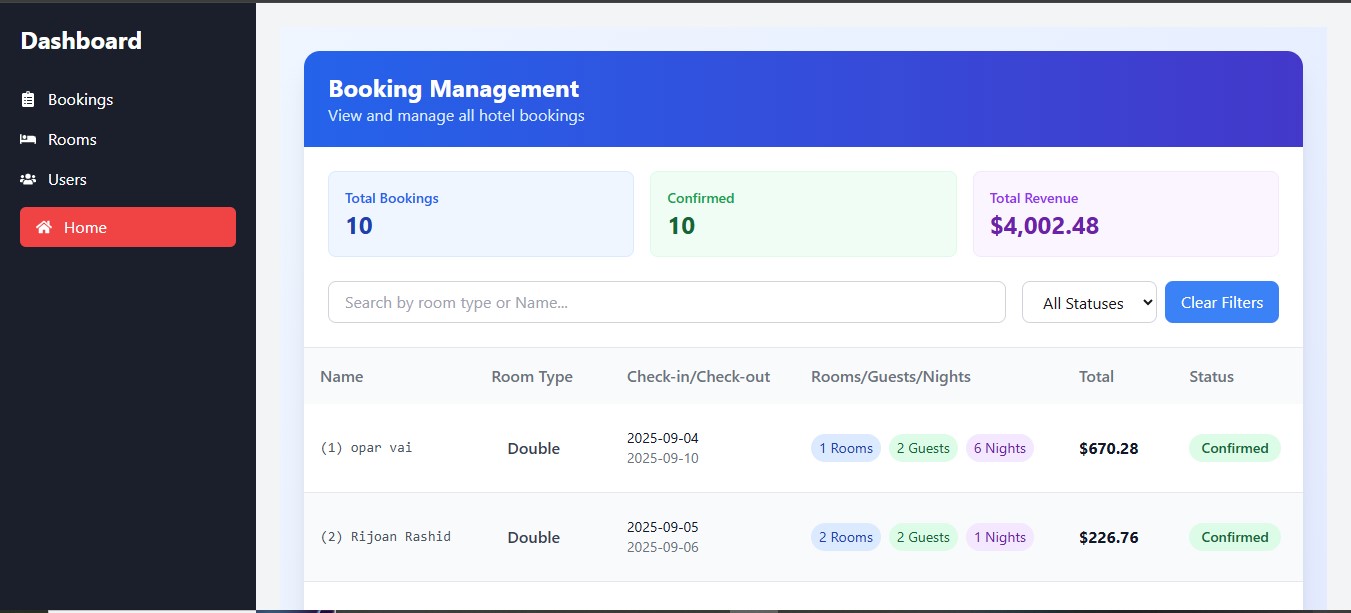 Dashboard
Bookings
Rooms
Users
Home
Booking Management
View and manage all hotel bookings
Total Bookings
10
Confirmed
10
Total Revenue
$4,002.48
Search by room type or Name...
All Statuses
Clear Filters
Name Room Type Check-in/Check-out Rooms/Guests/Nights Total Status
(1) opar vai Double 2025-09-04 1 Rooms 2 Guests 6 Nights $670.28 Confirmed
2025-09-10
(2) Rijoan Rashid Double 2025-09-05 2 Rooms 2 Guests 1 Nights $226.76 Confirmed
2025-09-06